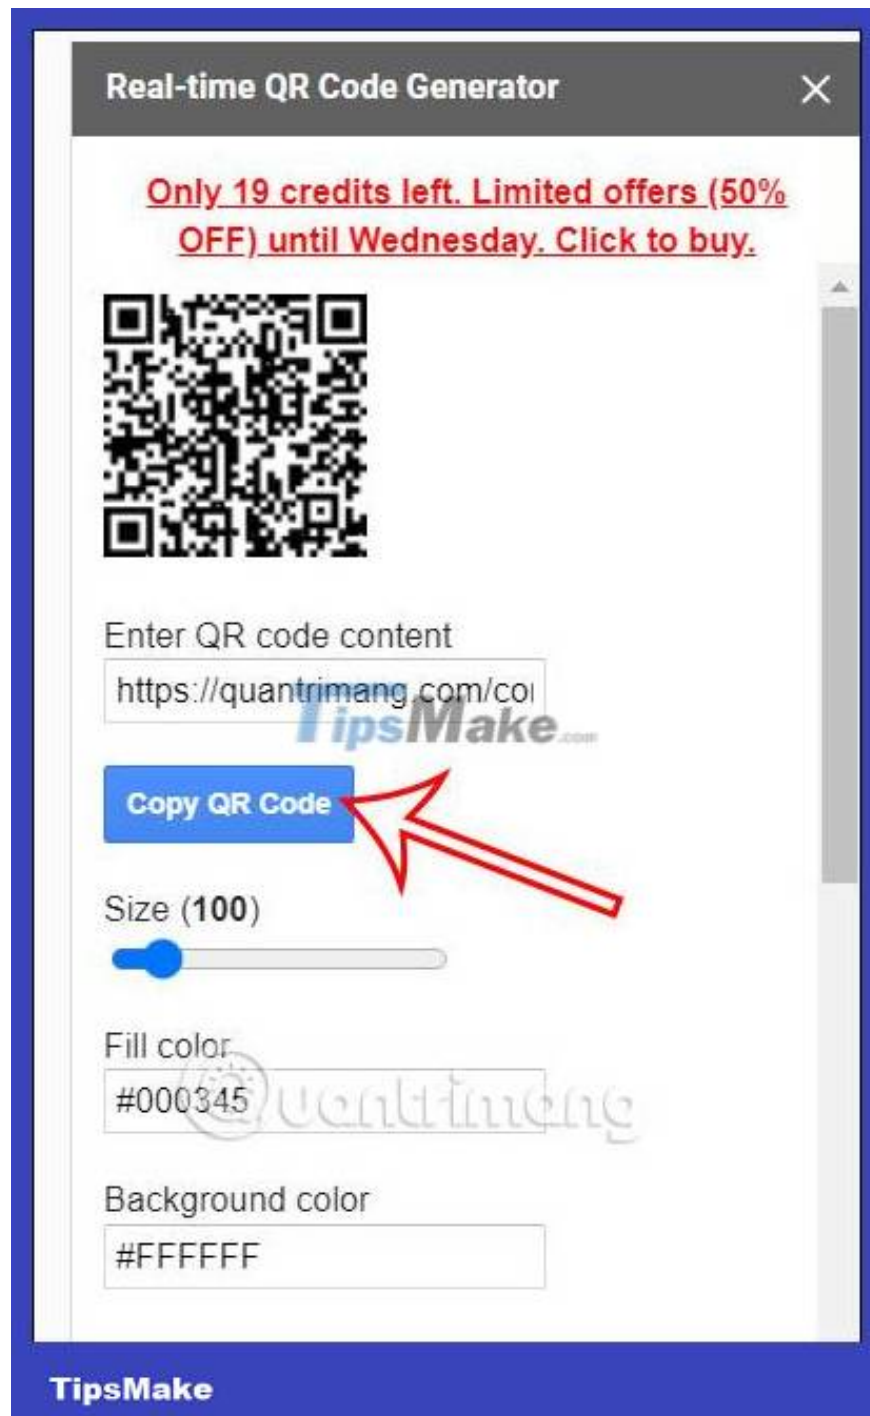 Real-time QR Code Generator
Only 19 credits left. Limited offers (50%
OFF) until Wednesday. Click to buy.
Enter QR code content
https://quantrimang.com/co
TipsMake.com
Copy QR Code
Size (100)
Fill color
#000345
Quantrimang
Background color
#FFFFFF
TipsMake